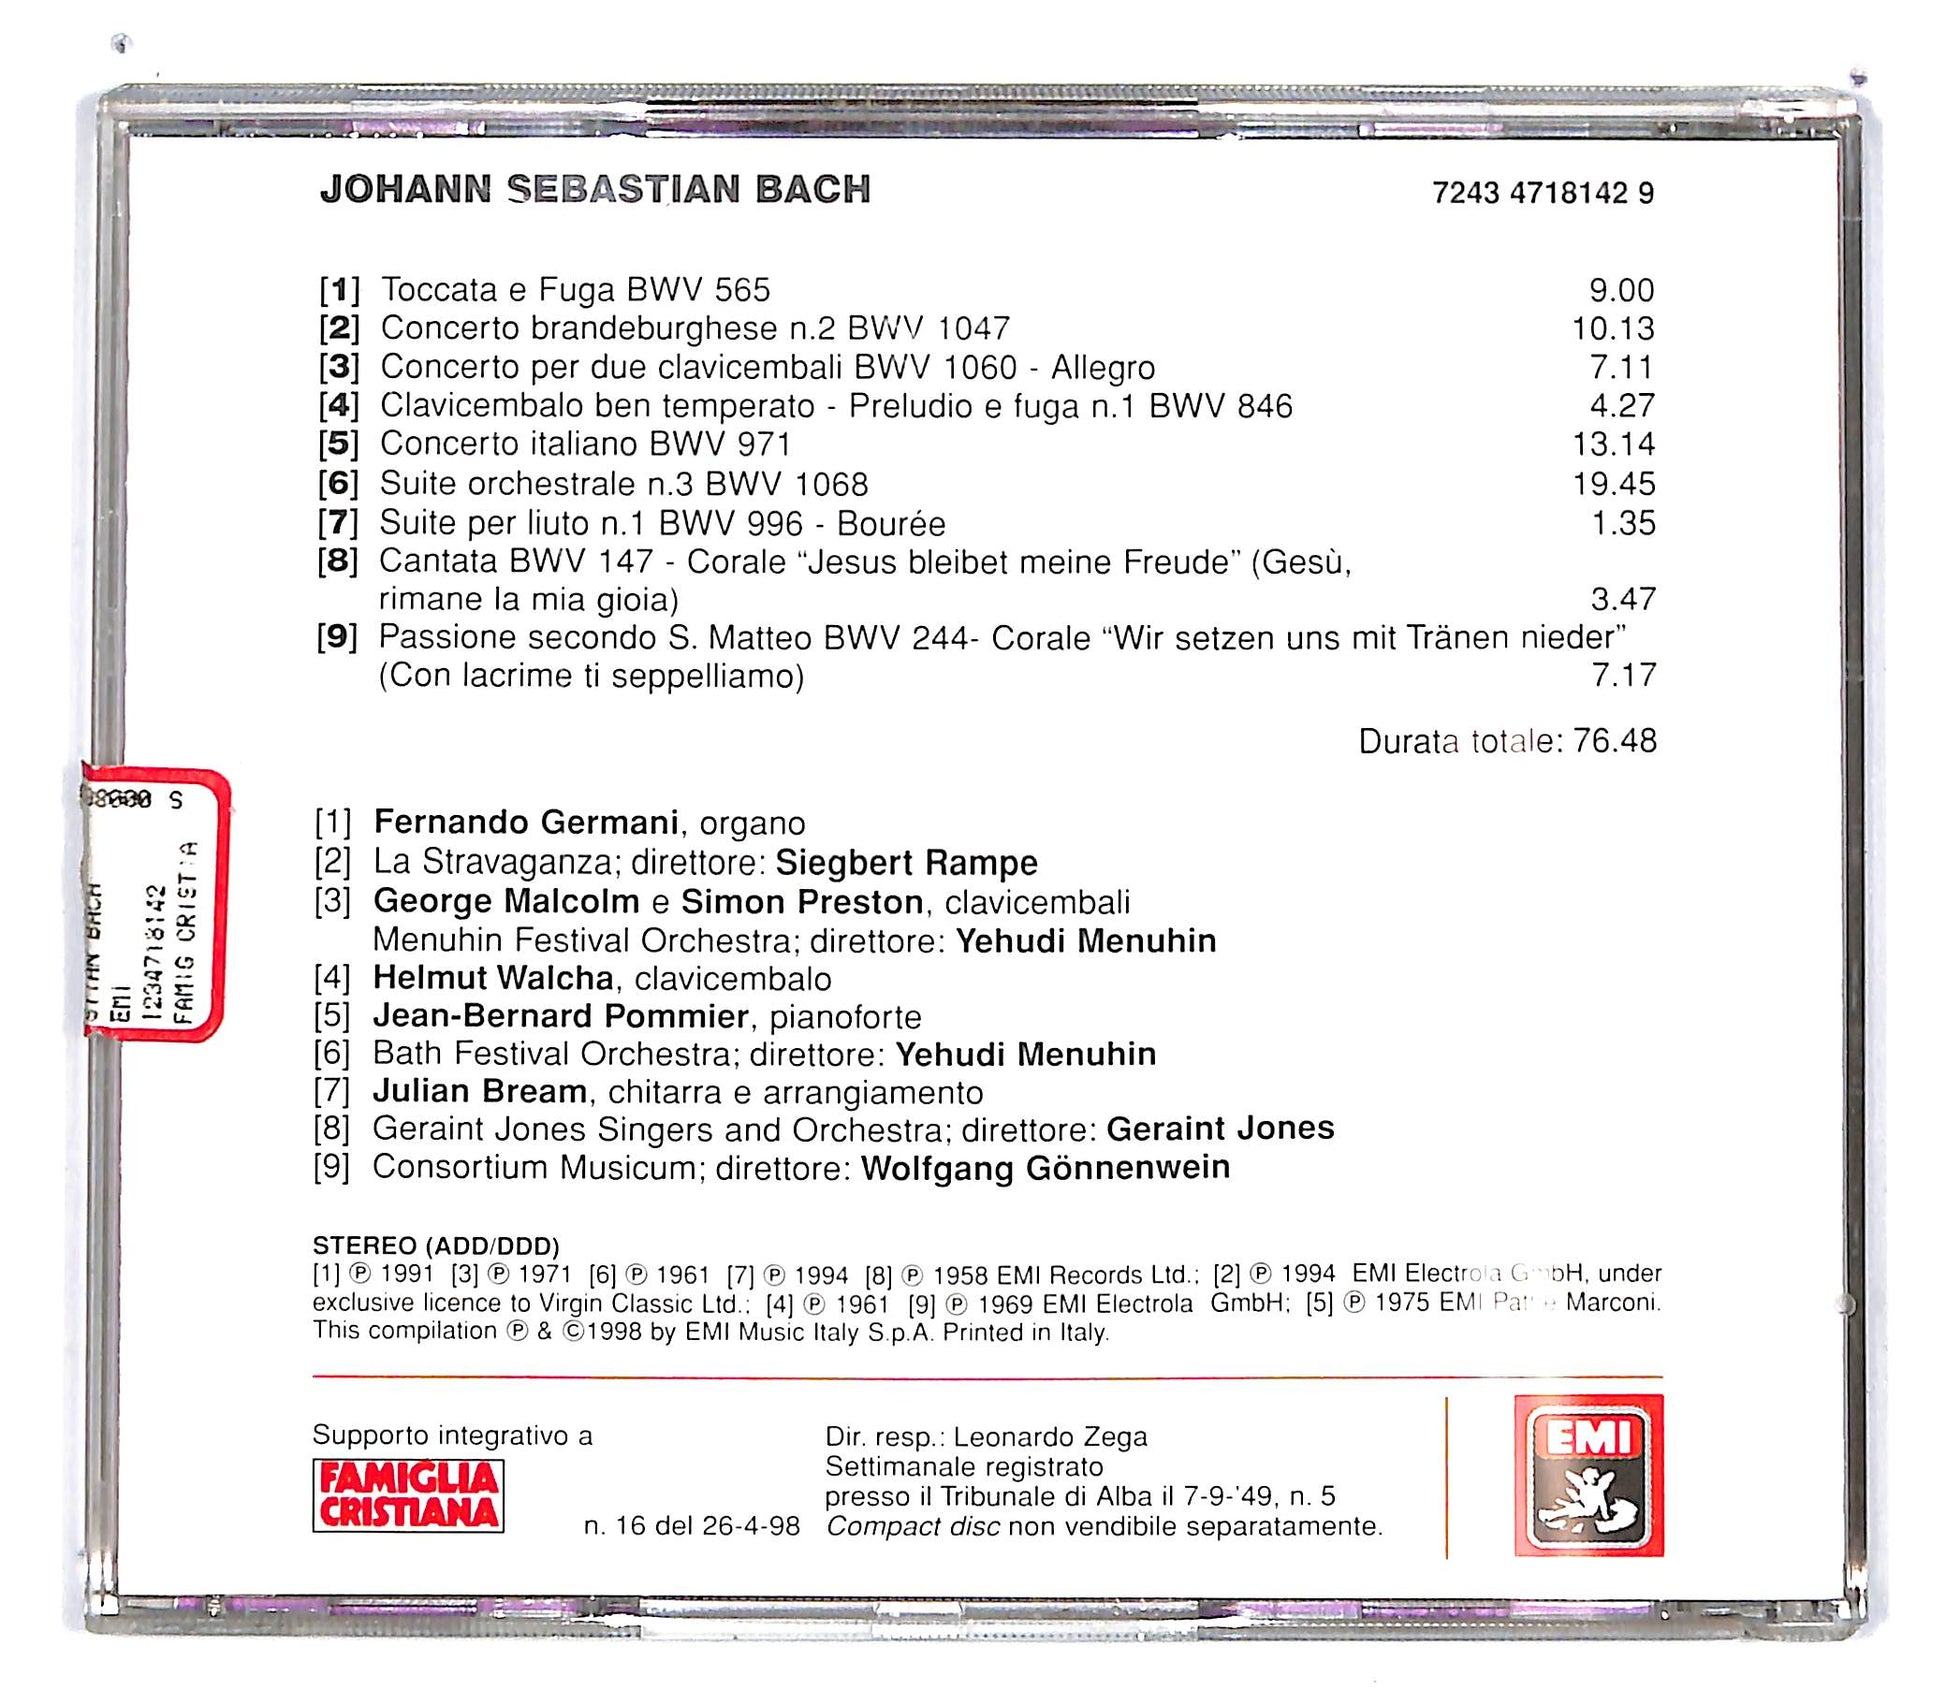 JOHANN SEBASTIAN BACH 7243 4718142 9
[1] Toccata e Fuga BWV 565 9.00
[2] Concerto brandeburghese n.2 BWV 1047 10.13
[3] Concerto per due clavicembali BWV 1060 - Allegro 7.11
[4] Clavicembalo ben temperato - Preludio e fuga n.1 BWV 846 4.27
[5] Concerto italiano BWV 971 13.14
[6] Suite orchestrale n.3 BWV 1068 19.45
[7] Suite per liuto n.1 BWV 996 - Bourée 1.35
[8] Cantata BWV 147 - Corale “Jesus bleibet meine Freude” (Gesù,
rimane la mia gioia) 3.47
[9] Passione secondo S. Matteo BWV 244- Corale “Wir setzen uns mit Tränen nieder”
(Con lacrime ti seppelliamo) 7.17
Durata totale: 76.48
[1] Fernando Germani, organo
[2] La Stravaganza; direttore: Siegbert Rampe
[3] George Malcolm e Simon Preston, clavicembali
Menuhin Festival Orchestra; direttore: Yehudi Menuhin
[4] Helmut Walcha, clavicembalo
[5] Jean-Bernard Pommier, pianoforte
[6] Bath Festival Orchestra; direttore: Yehudi Menuhin
[7] Julian Bream, chitarra e arrangiamento
[8] Geraint Jones Singers and Orchestra; direttore: Geraint Jones
[9] Consortium Musicum; direttore: Wolfgang Gönnenwein
S
BACH
EMI
1234718142
FAMIG CRISTIA
STEREO (ADD/DDD)
[1] ℗ 1991 [3] ℗ 1971 [6] ℗ 1961 [7] ℗ 1994 [8] ℗ 1958 EMI Records Ltd.; [2] ℗ 1994 EMI Electrola GmbH, under
exclusive licence to Virgin Classic Ltd.; [4] ℗ 1961 [9] ℗ 1969 EMI Electrola GmbH; [5] ℗ 1975 EMI Marconi.
This compilation ℗ & ©1998 by EMI Music Italy S.p.A. Printed in Italy.
Supporto integrativo a
FAMIGLIA
CRISTIANA
n. 16 del 26-4-98
Dir. resp.: Leonardo Zega
Settimanale registrato
presso il Tribunale di Alba il 7-9-'49, n. 5
Compact disc non vendibile separatamente.
EMI